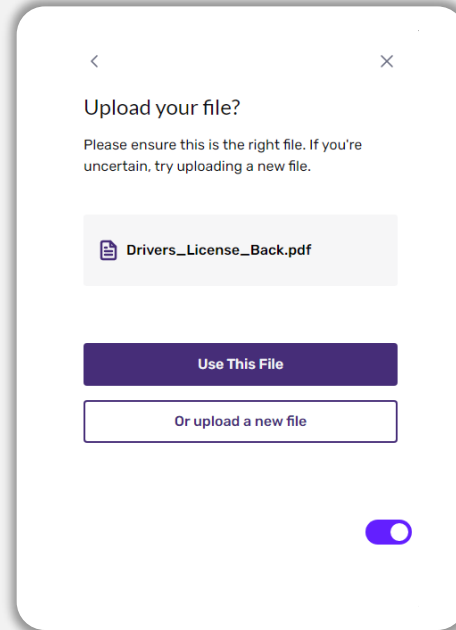 Upload your file?
Please ensure this is the right file. If you're
uncertain, try uploading a new file.
Drivers_License_Back.pdf
Use This File
Or upload a new file